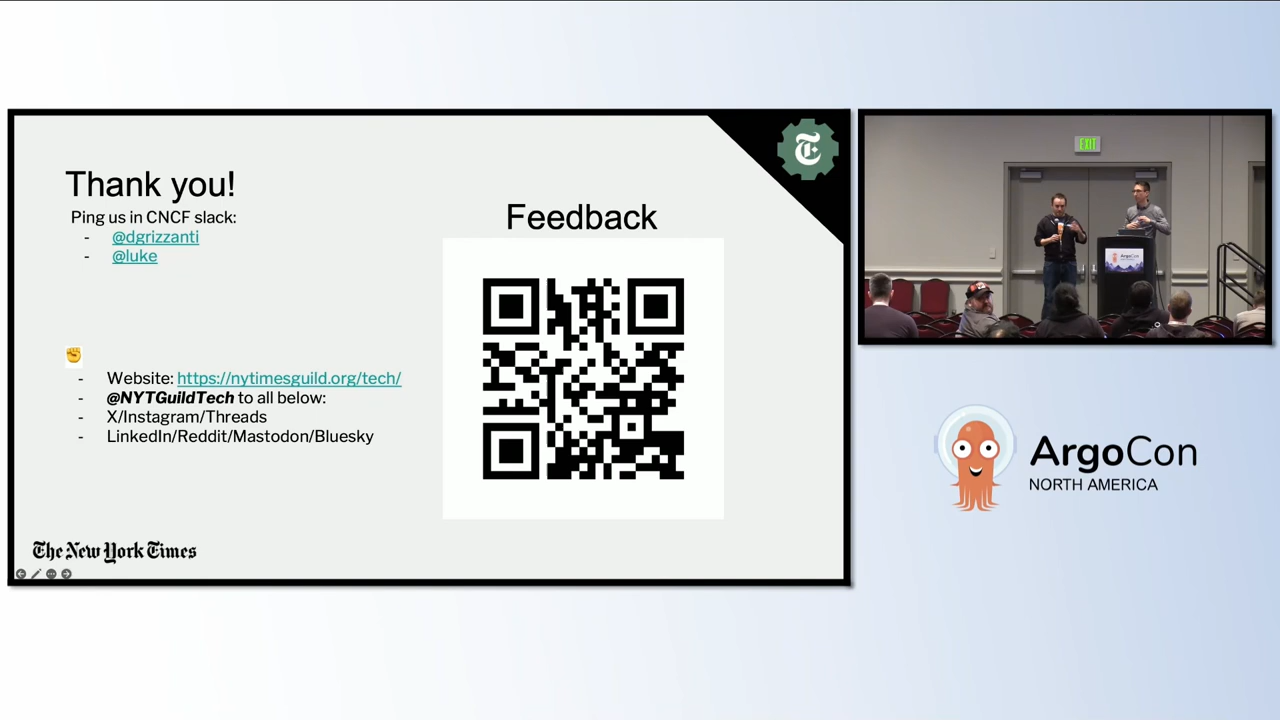 Thank you!
Ping us in CNCF slack:
- @dgrizzanti
- @luke
- Website: https://nytimesguild.org/tech/
- @NYTGuildTech to all below:
- X/Instagram/Threads
- LinkedIn/Reddit/Mastodon/Bluesky
The New York Times
Feedback
T
EXIT
ArgoCon
ArgoCon
NORTH AMERICA